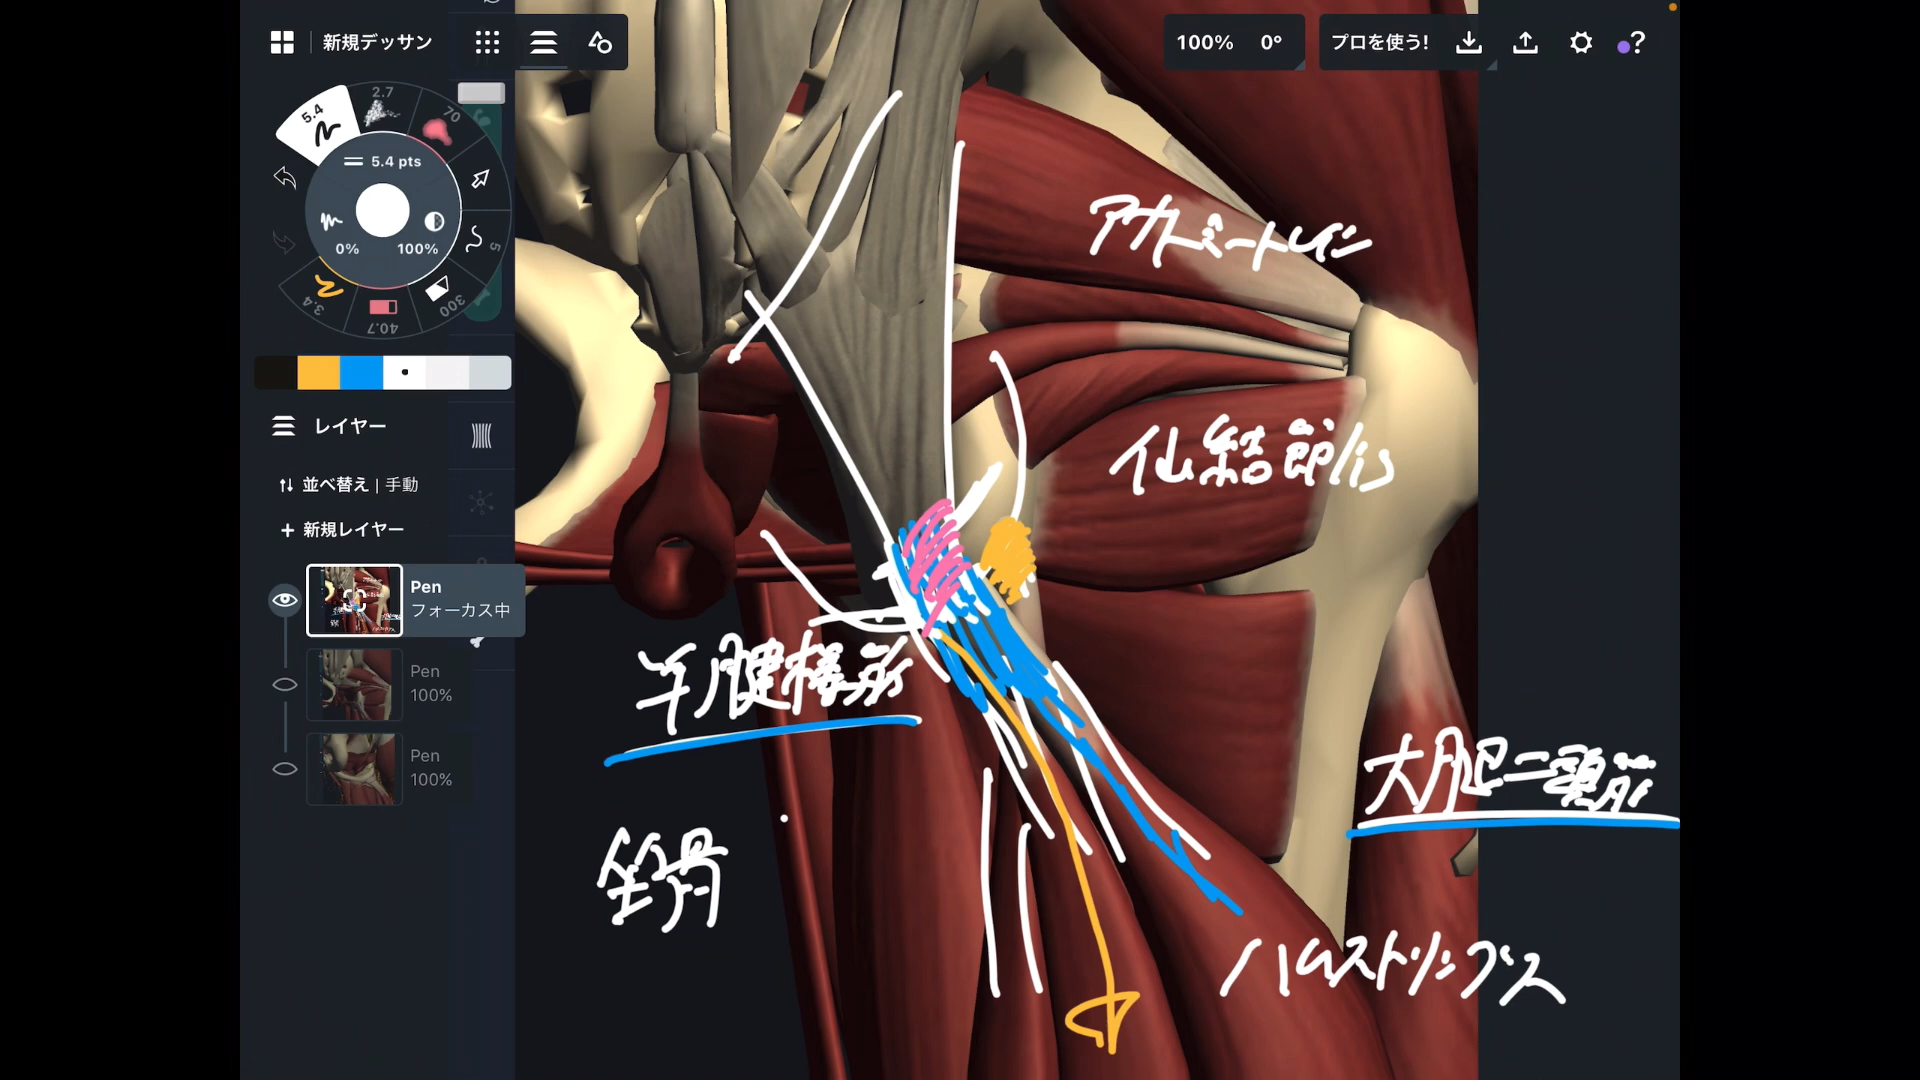 新規デッサン
100% 0°
プロを使う!
?
5.4
2.7
70
5
300
40.7
3.4
5.4 pts
0% 100%
レイヤー
並べ替え | 手動
+ 新規レイヤー
Pen
フォーカス中
Pen
100%
Pen
100%
アウトミートレイン
仙結節
半腱様筋
大腿二頭筋
坐骨
ハムストリングス